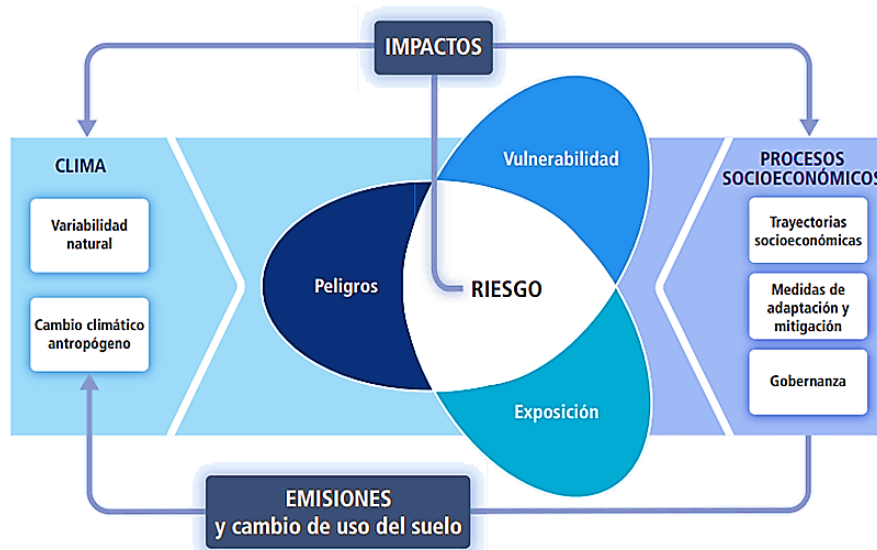 IMPACTOS
CLIMA
Variabilidad
natural
Cambio climático
antropógeno
Vulnerabilidad
Peligros
RIESGO
Exposición
PROCESOS
SOCIOECONÓMICOS
Trayectorias
socioeconómicas
Medidas de
adaptación y
mitigación
Gobernanza
EMISIONES
y cambio de uso del suelo